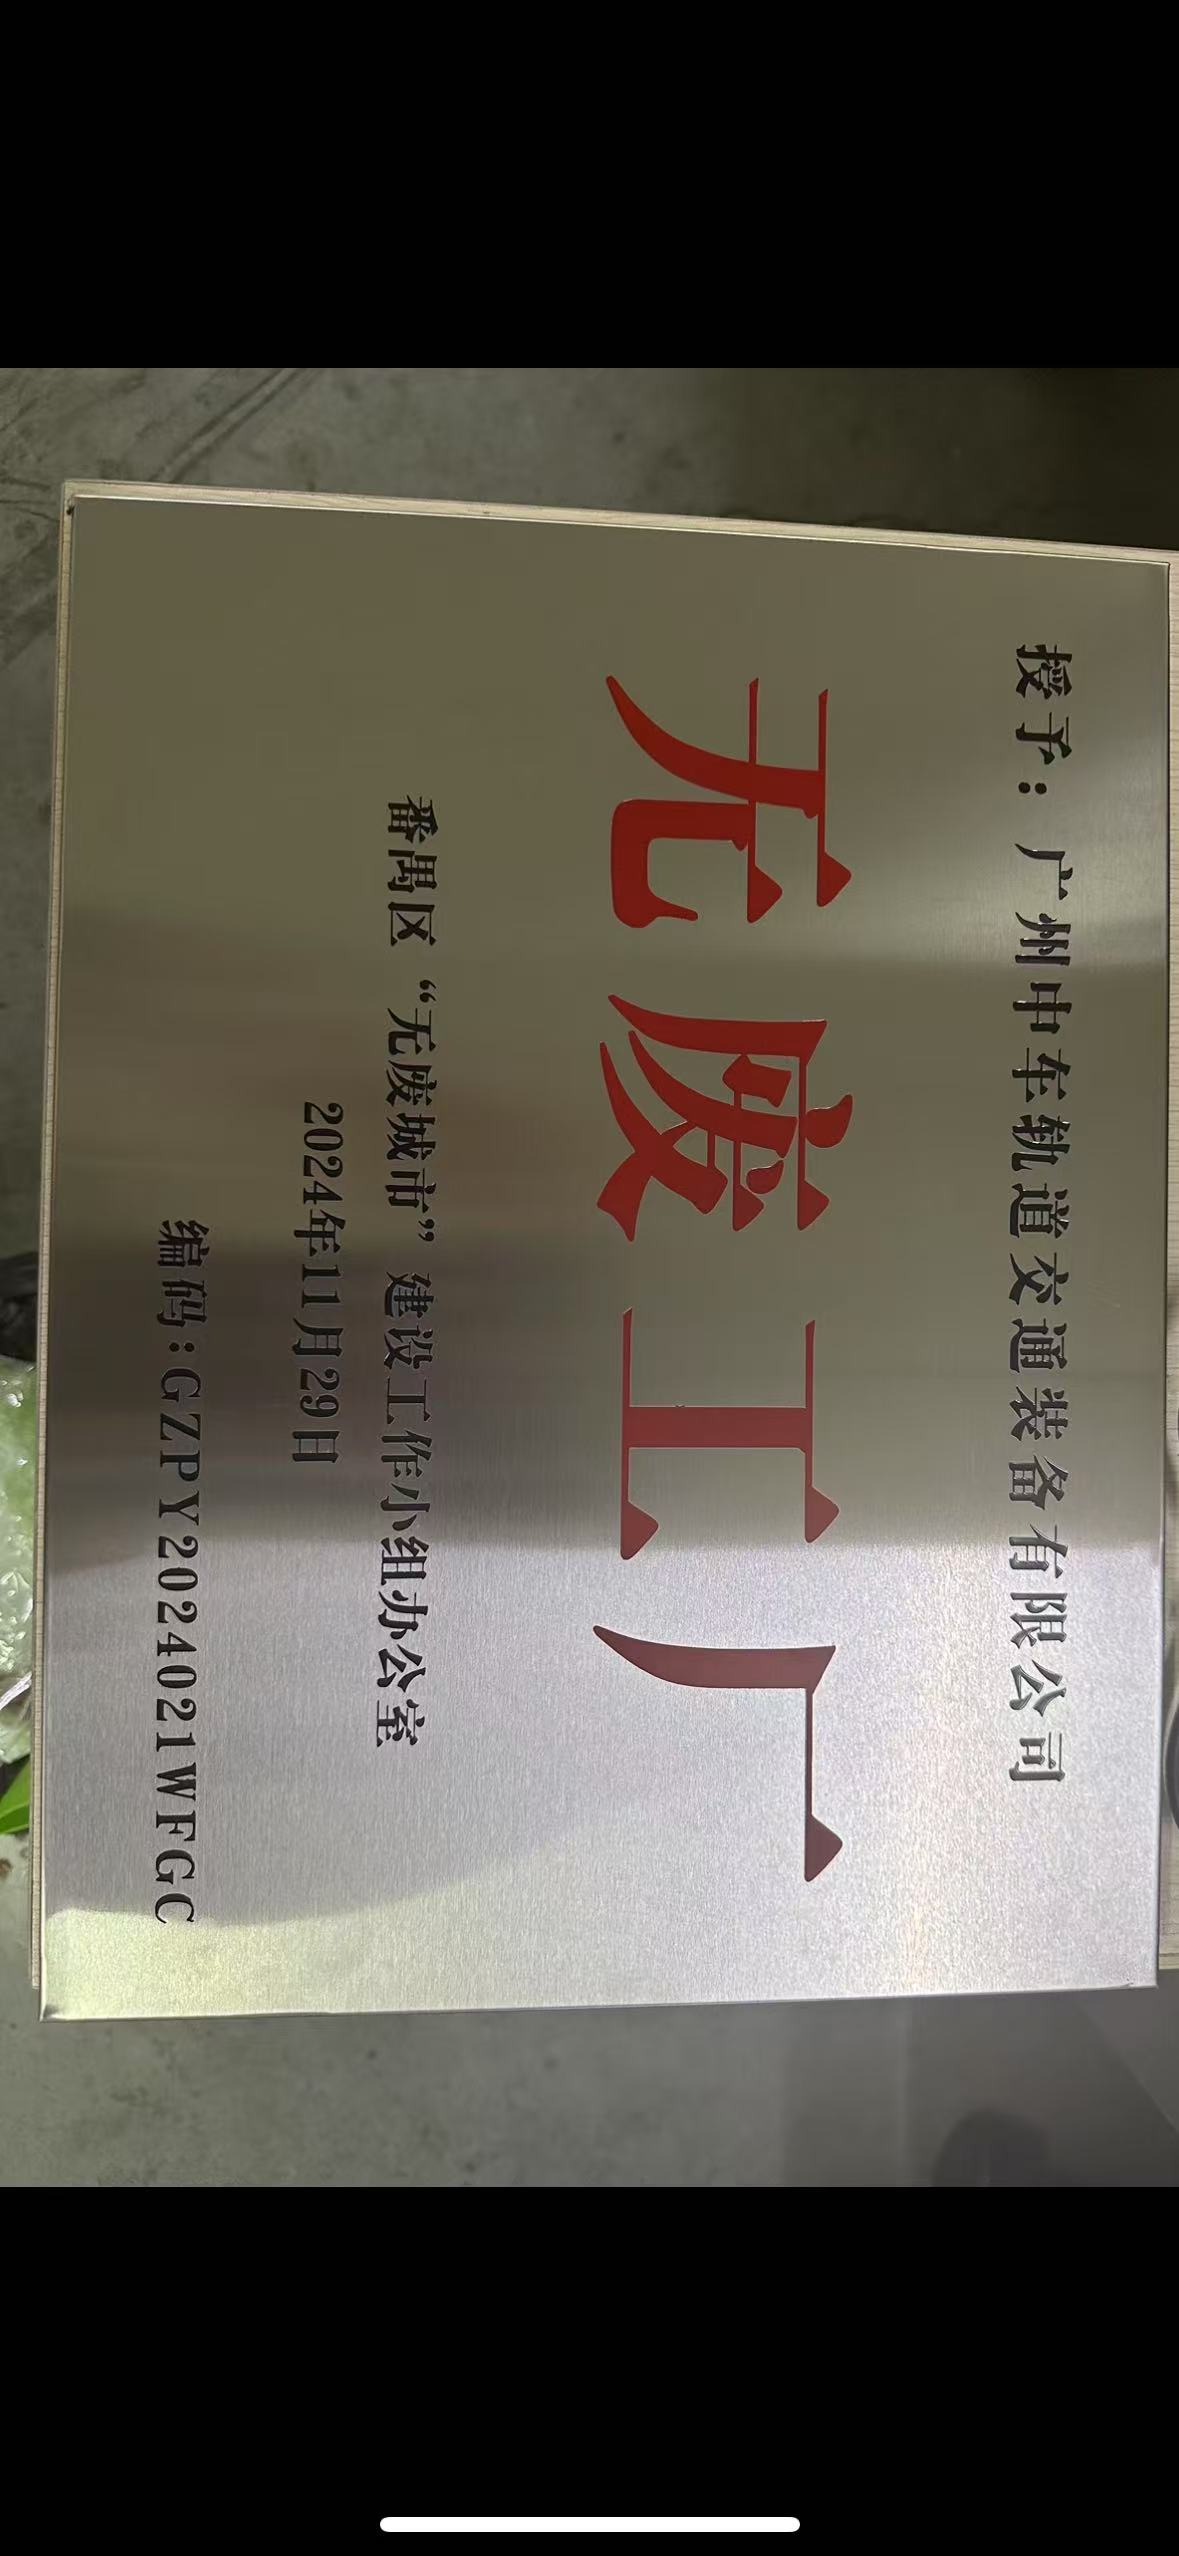 授予：广州中车轨道交通装备有限公司
无废工厂
番禺区“无废城市”建设工作小组办公室
2024年11月29日
编码：GZPY2024021WFGC